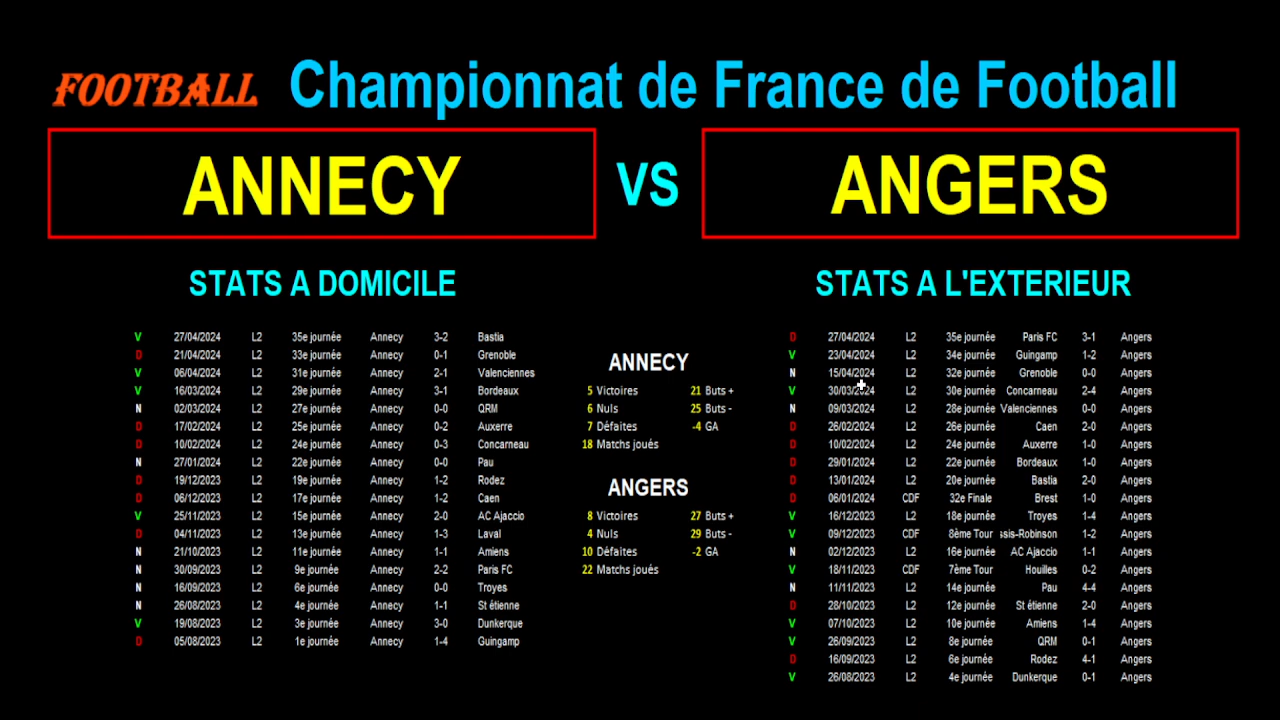 FOOTBALL Championnat de France de Football
ANNECY VS ANGERS
STATS A DOMICILE
V 27/04/2024 L2 35e journée Annecy 3-2 Bastia
D 21/04/2024 L2 33e journée Annecy 0-1 Grenoble
V 06/04/2024 L2 31e journée Annecy 2-1 Valenciennes
V 16/03/2024 L2 29e journée Annecy 3-1 Bordeaux
N 02/03/2024 L2 27e journée Annecy 0-0 QRM
D 17/02/2024 L2 25e journée Annecy 0-2 Auxerre
D 10/02/2024 L2 24e journée Annecy 0-3 Concarneau
N 27/01/2024 L2 22e journée Annecy 0-0 Pau
D 19/12/2023 L2 19e journée Annecy 1-2 Rodez
D 06/12/2023 L2 17e journée Annecy 1-2 Caen
V 25/11/2023 L2 15e journée Annecy 2-0 AC Ajaccio
D 04/11/2023 L2 13e journée Annecy 1-3 Laval
N 21/10/2023 L2 11e journée Annecy 1-1 Amiens
N 30/09/2023 L2 9e journée Annecy 2-2 Paris FC
N 16/09/2023 L2 6e journée Annecy 0-0 Troyes
N 26/08/2023 L2 4e journée Annecy 1-1 St étienne
V 19/08/2023 L2 3e journée Annecy 3-0 Dunkerque
D 05/08/2023 L2 1e journée Annecy 1-4 Guingamp
ANNECY
5 Victoires 21 Buts +
6 Nuls 25 Buts -
7 Défaites -4 GA
18 Matchs joués
ANGERS
8 Victoires 27 Buts +
4 Nuls 29 Buts -
10 Défaites -2 GA
22 Matchs joués
STATS A L'EXTERIEUR
D 27/04/2024 L2 35e journée Paris FC 3-1 Angers
V 23/04/2024 L2 34e journée Guingamp 1-2 Angers
N 15/04/2024 L2 32e journée Grenoble 0-0 Angers
V 30/03/2024 L2 30e journée Concarneau 2-4 Angers
N 09/03/2024 L2 28e journée Valenciennes 0-0 Angers
D 26/02/2024 L2 26e journée Caen 2-0 Angers
D 10/02/2024 L2 24e journée Auxerre 1-0 Angers
D 29/01/2024 L2 22e journée Bordeaux 1-0 Angers
D 13/01/2024 L2 20e journée Bastia 2-0 Angers
D 06/01/2024 CDF 32e Finale Brest 1-0 Angers
V 16/12/2023 L2 18e journée Troyes 1-4 Angers
V 09/12/2023 CDF 8ème Tour ssis-Robinson 1-2 Angers
N 02/12/2023 L2 16e journée AC Ajaccio 1-1 Angers
V 18/11/2023 CDF 7ème Tour Houilles 0-2 Angers
N 11/11/2023 L2 14e journée Pau 4-4 Angers
D 28/10/2023 L2 12e journée St étienne 2-0 Angers
V 07/10/2023 L2 10e journée Amiens 1-4 Angers
V 26/09/2023 L2 8e journée QRM 0-1 Angers
D 16/09/2023 L2 6e journée Rodez 4-1 Angers
V 26/08/2023 L2 4e journée Dunkerque 0-1 Angers